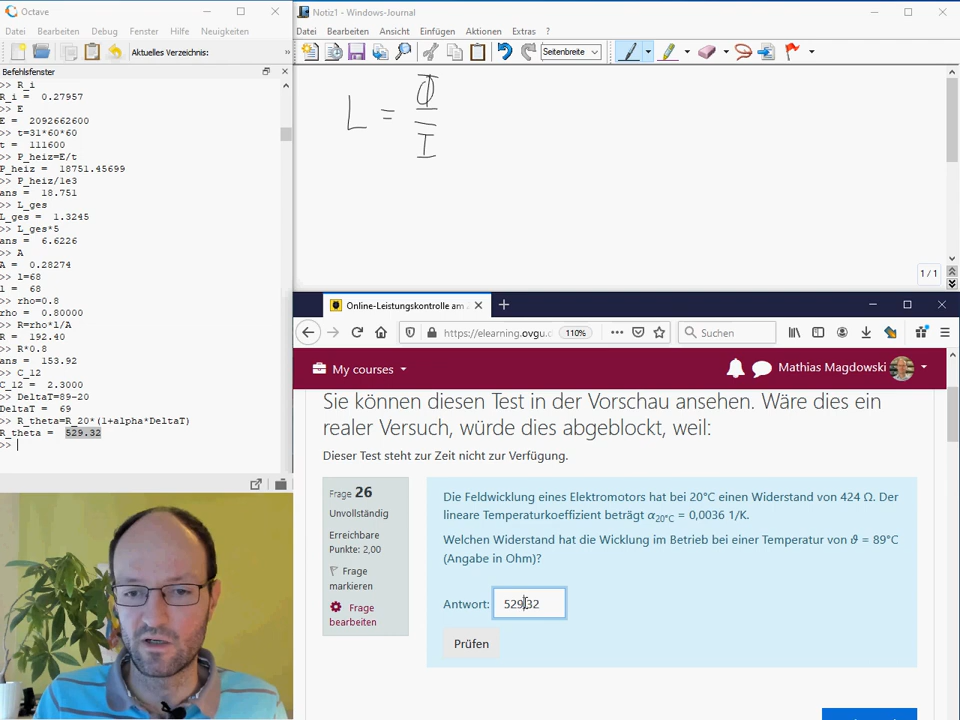 Octave
Datei Bearbeiten Debug Fenster Hilfe Neuigkeiten
Aktuelles Verzeichnis: »
Befehlsfenster
>> R_i
R_i = 0.27957
>> E
E = 2092662600
>> t=31*60*60
t = 111600
>> P_heiz=E/t
P_heiz = 18751.45699
>> P_heiz/1e3
ans = 18.751
>> L_ges
L_ges = 1.3245
>> L_ges*5
ans = 6.6226
>> A
A = 0.28274
>> l=68
l = 68
>> rho=0.8
rho = 0.80000
>> R=rho*l/A
R = 192.40
>> R*0.8
ans = 153.92
>> C_12
C_12 = 2.3000
>> DeltaT=89-20
DeltaT = 69
>> R_theta=R_20*(1+alpha*DeltaT)
R_theta = 529.32
>>
Notiz1 - Windows-Journal
Datei Bearbeiten Ansicht Einfügen Aktionen Extras ?
Seitenbreite
L = Φ
I
1 / 1
Online-Leistungskontrolle am
https://elearning.ovgu. 110% Suchen
My courses Mathias Magdowski
Sie können diesen Test in der Vorschau ansehen. Wäre dies ein
realer Versuch, würde dies abgeblockt, weil:
Dieser Test steht zur Zeit nicht zur Verfügung.
Frage 26
Unvollständig
Erreichbare
Punkte: 2,00
Frage
markieren
Frage
bearbeiten
Die Feldwicklung eines Elektromotors hat bei 20°C einen Widerstand von 424 Ω. Der
lineare Temperaturkoeffizient beträgt α20°C = 0,0036 1/K.
Welchen Widerstand hat die Wicklung im Betrieb bei einer Temperatur von ϑ = 89°C
(Angabe in Ohm)?
Antwort: 529.32
Prüfen